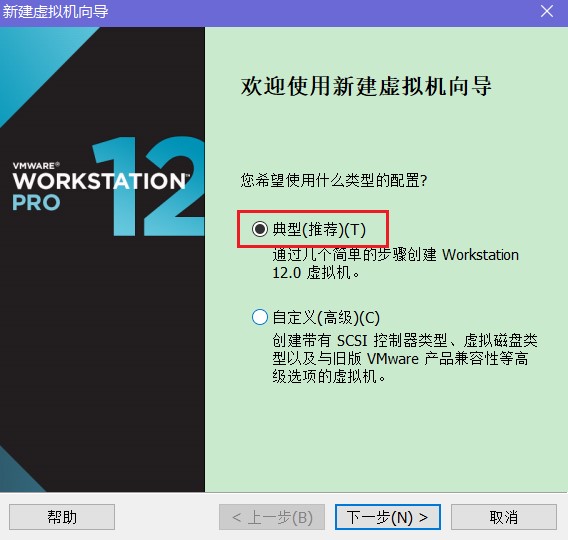 新建虚拟机向导
VMWARE®
WORKSTATION™
PRO
12
欢迎使用新建虚拟机向导
您希望使用什么类型的配置?
典型(推荐)(T)
通过几个简单的步骤创建 Workstation
12.0 虚拟机。
自定义(高级)(C)
创建带有 SCSI 控制器类型、虚拟磁盘类
型以及与旧版 VMware 产品兼容性等高
级选项的虚拟机。
帮助
< 上一步(B)
下一步(N) >
取消